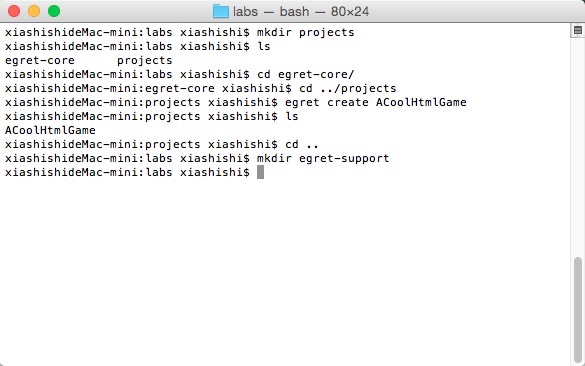 labs — bash — 80×24
xiashishideMac-mini:labs xiashishi$ mkdir projects
xiashishideMac-mini:labs xiashishi$ ls
egret-core      projects
xiashishideMac-mini:labs xiashishi$ cd egret-core/
xiashishideMac-mini:egret-core xiashishi$ cd ../projects
xiashishideMac-mini:projects xiashishi$ egret create ACoolHtmlGame
xiashishideMac-mini:projects xiashishi$ ls
ACoolHtmlGame
xiashishideMac-mini:projects xiashishi$ cd ..
xiashishideMac-mini:labs xiashishi$ mkdir egret-support
xiashishideMac-mini:labs xiashishi$